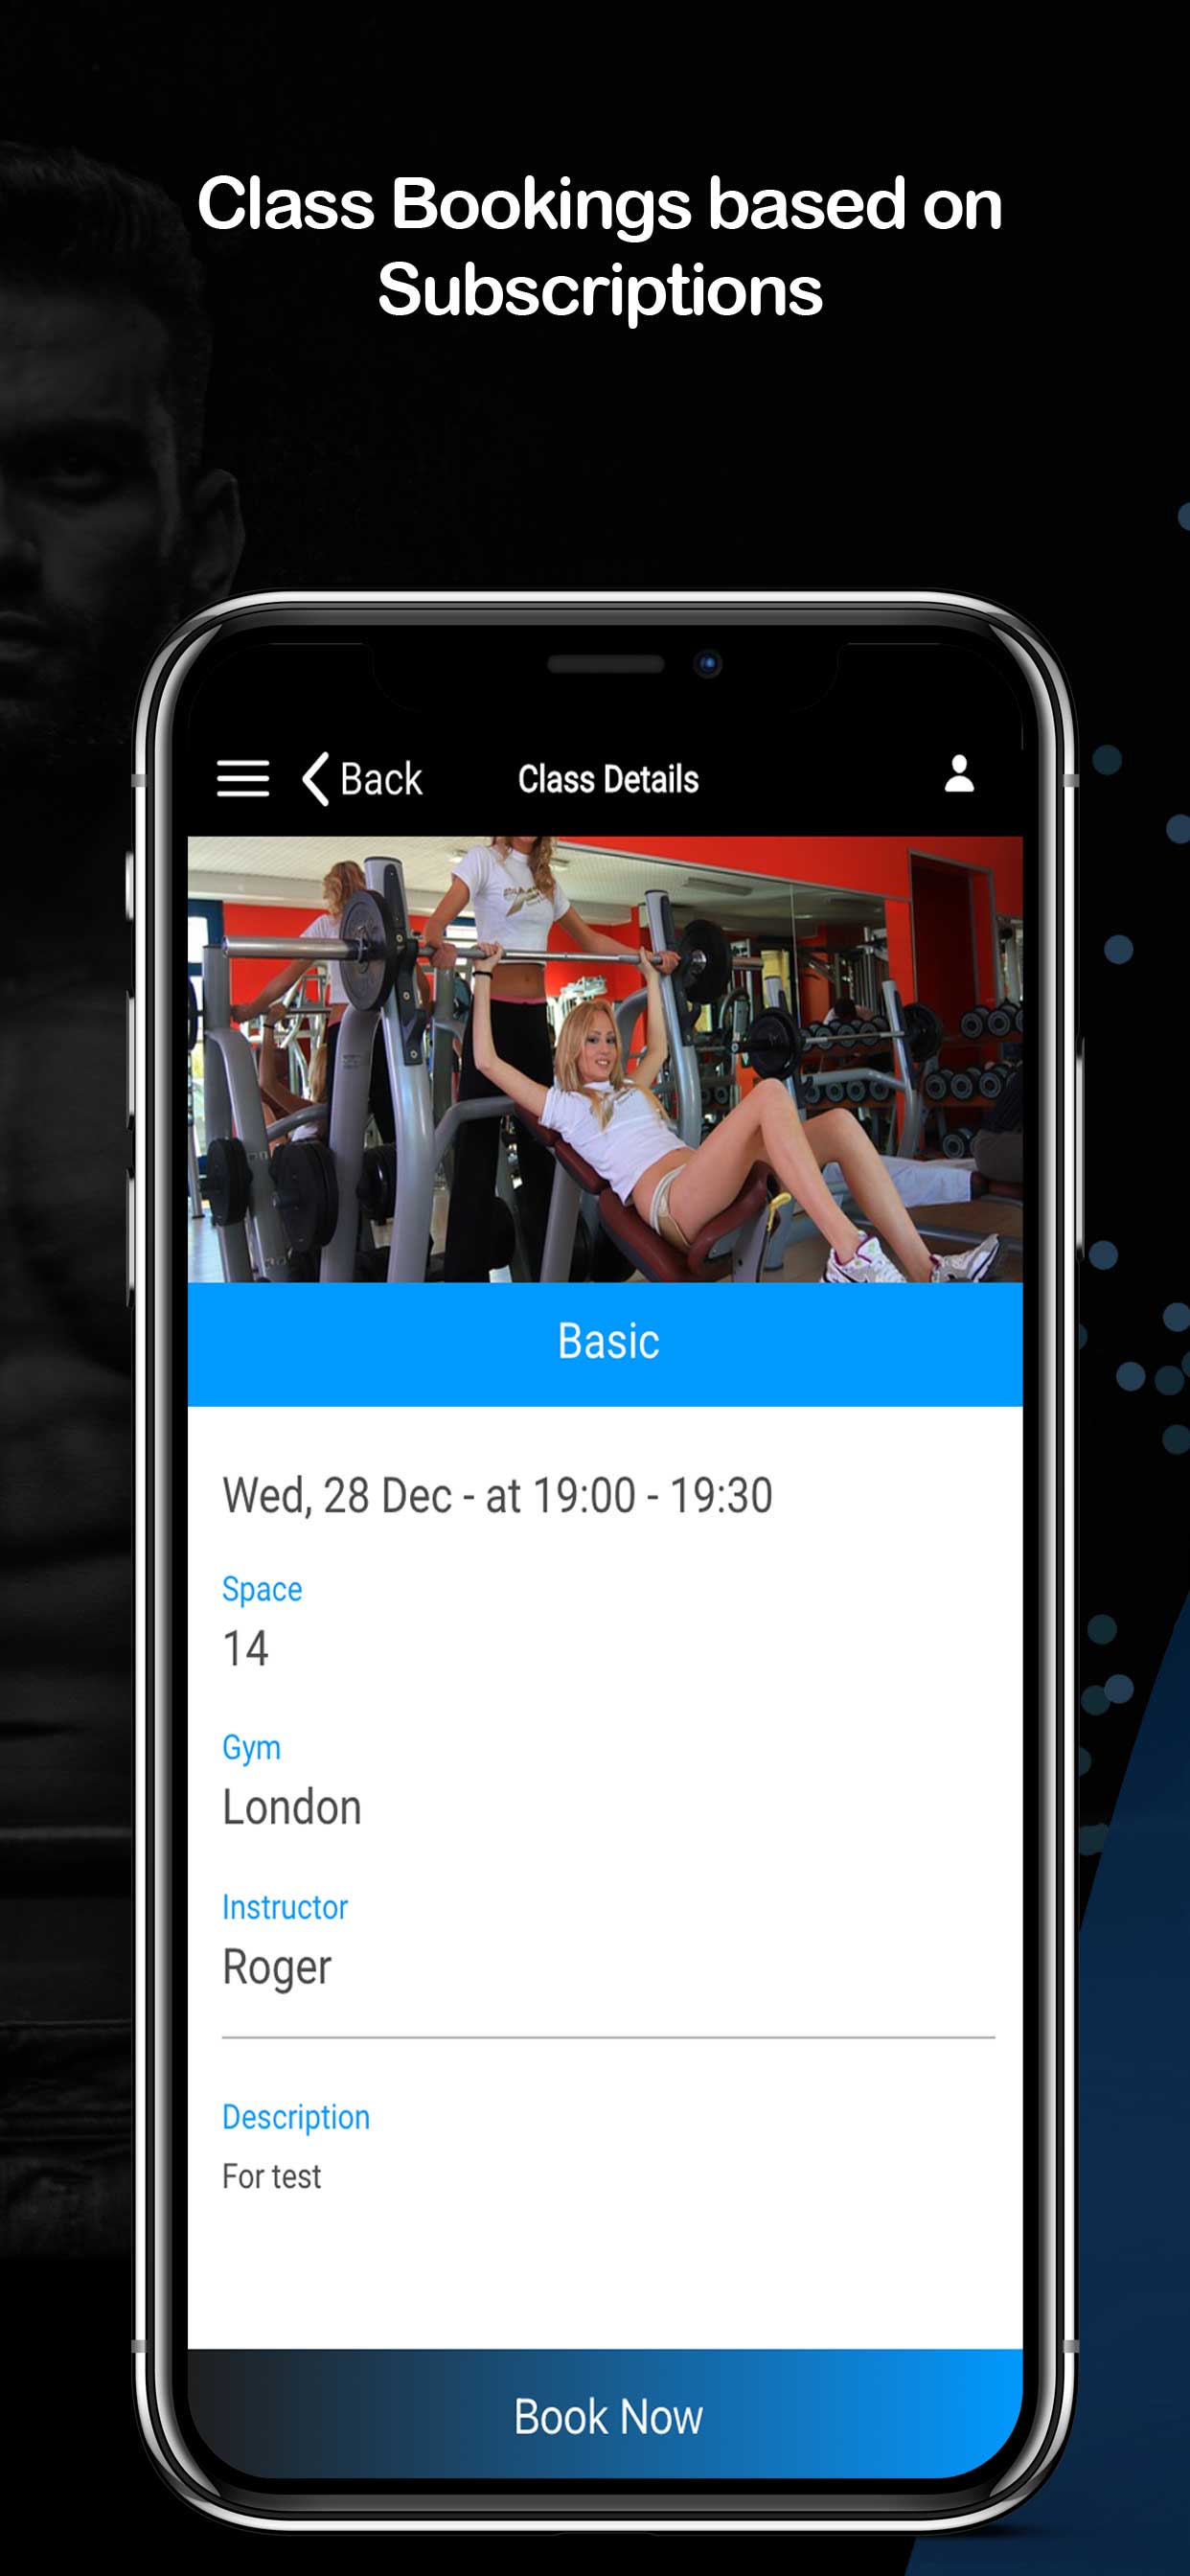 Class Bookings based on
Subscriptions
Back
Class Details
Basic
Wed, 28 Dec - at 19:00 - 19:30
Space
14
Gym
London
Instructor
Roger
Description
For test
Book Now